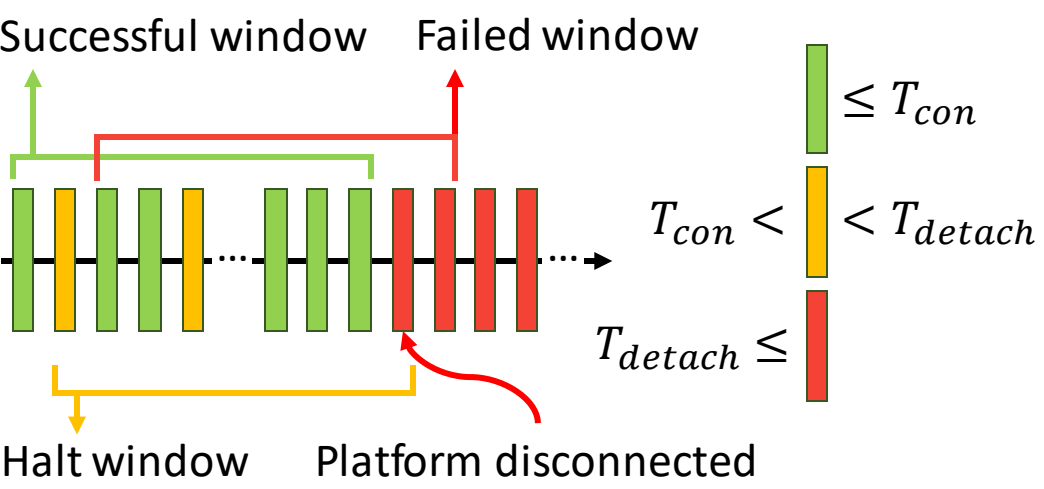 Successful window
Failed window
≤ T_con
T_con < < T_detach
... ...
T_detach ≤
Halt window
Platform disconnected